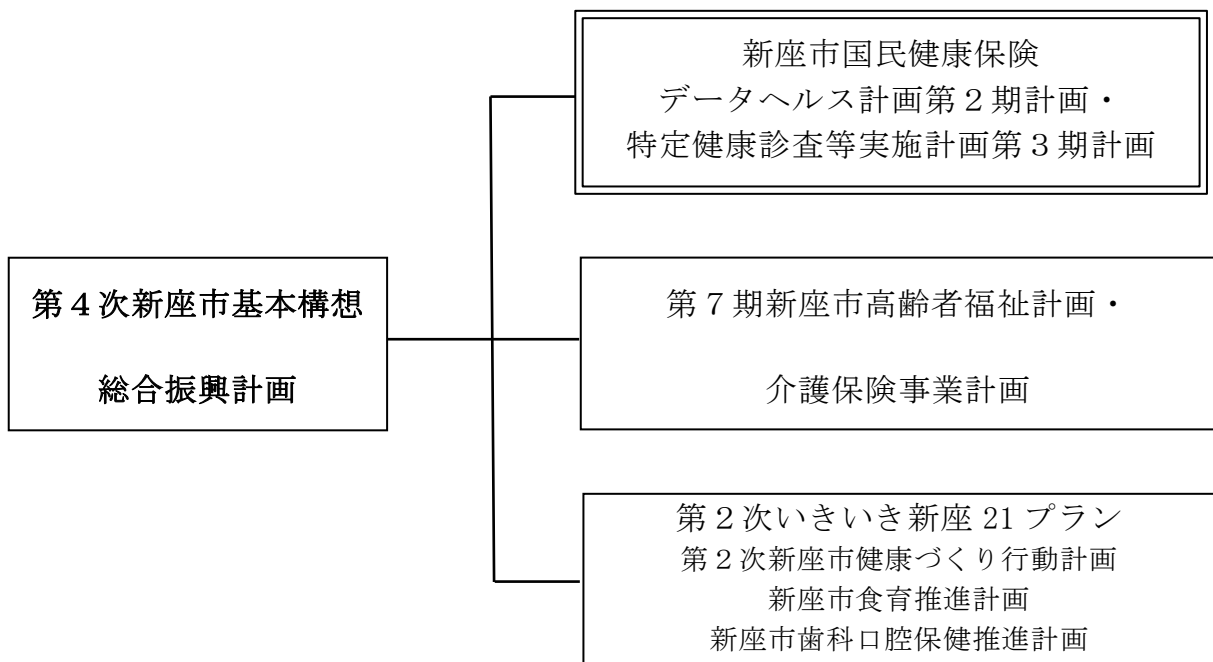 新座市国民健康保険
データヘルス計画第２期計画・
特定健康診査等実施計画第３期計画
第４次新座市基本構想
総合振興計画
第７期新座市高齢者福祉計画・
介護保険事業計画
第２次いきいき新座 21 プラン
第２次新座市健康づくり行動計画
新座市食育推進計画
新座市歯科口腔保健推進計画